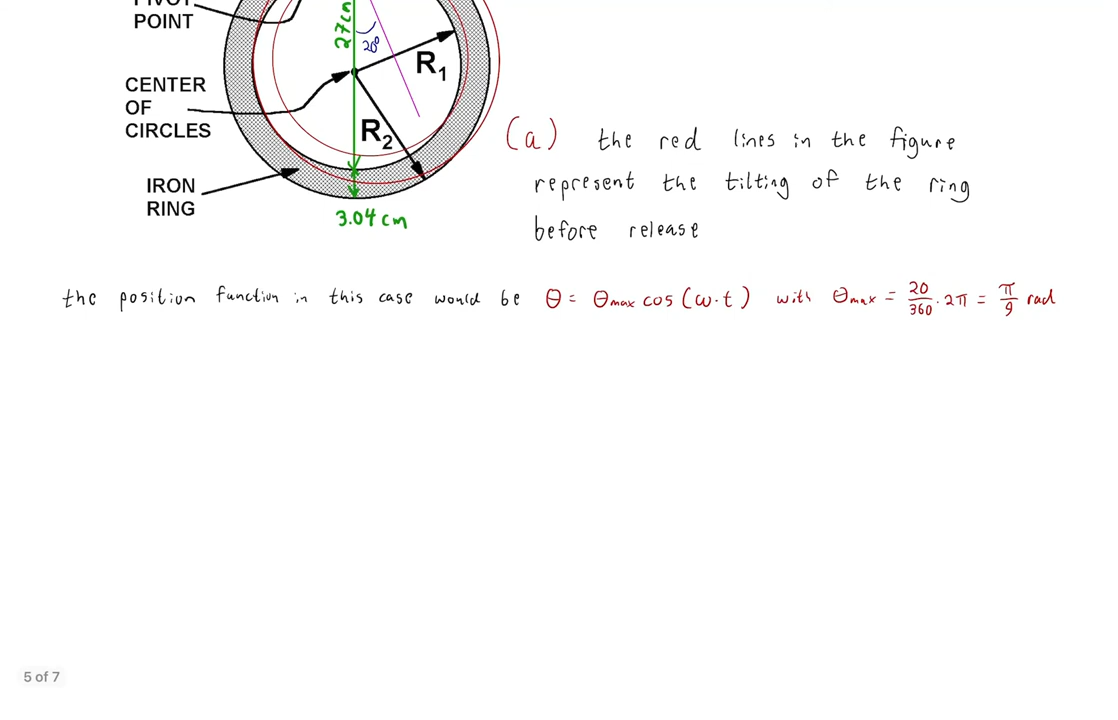 PIVOT
POINT
27cm
20°
R₁
CENTER
OF
CIRCLES
R₂
IRON
RING
3.04 cm
(a) the red lines in the figure
represent the tilting of the ring
before release
the position function in this case would be θ = θmax cos (ω·t) with θmax = 20/360 · 2π = π/9 rad
5 of 7